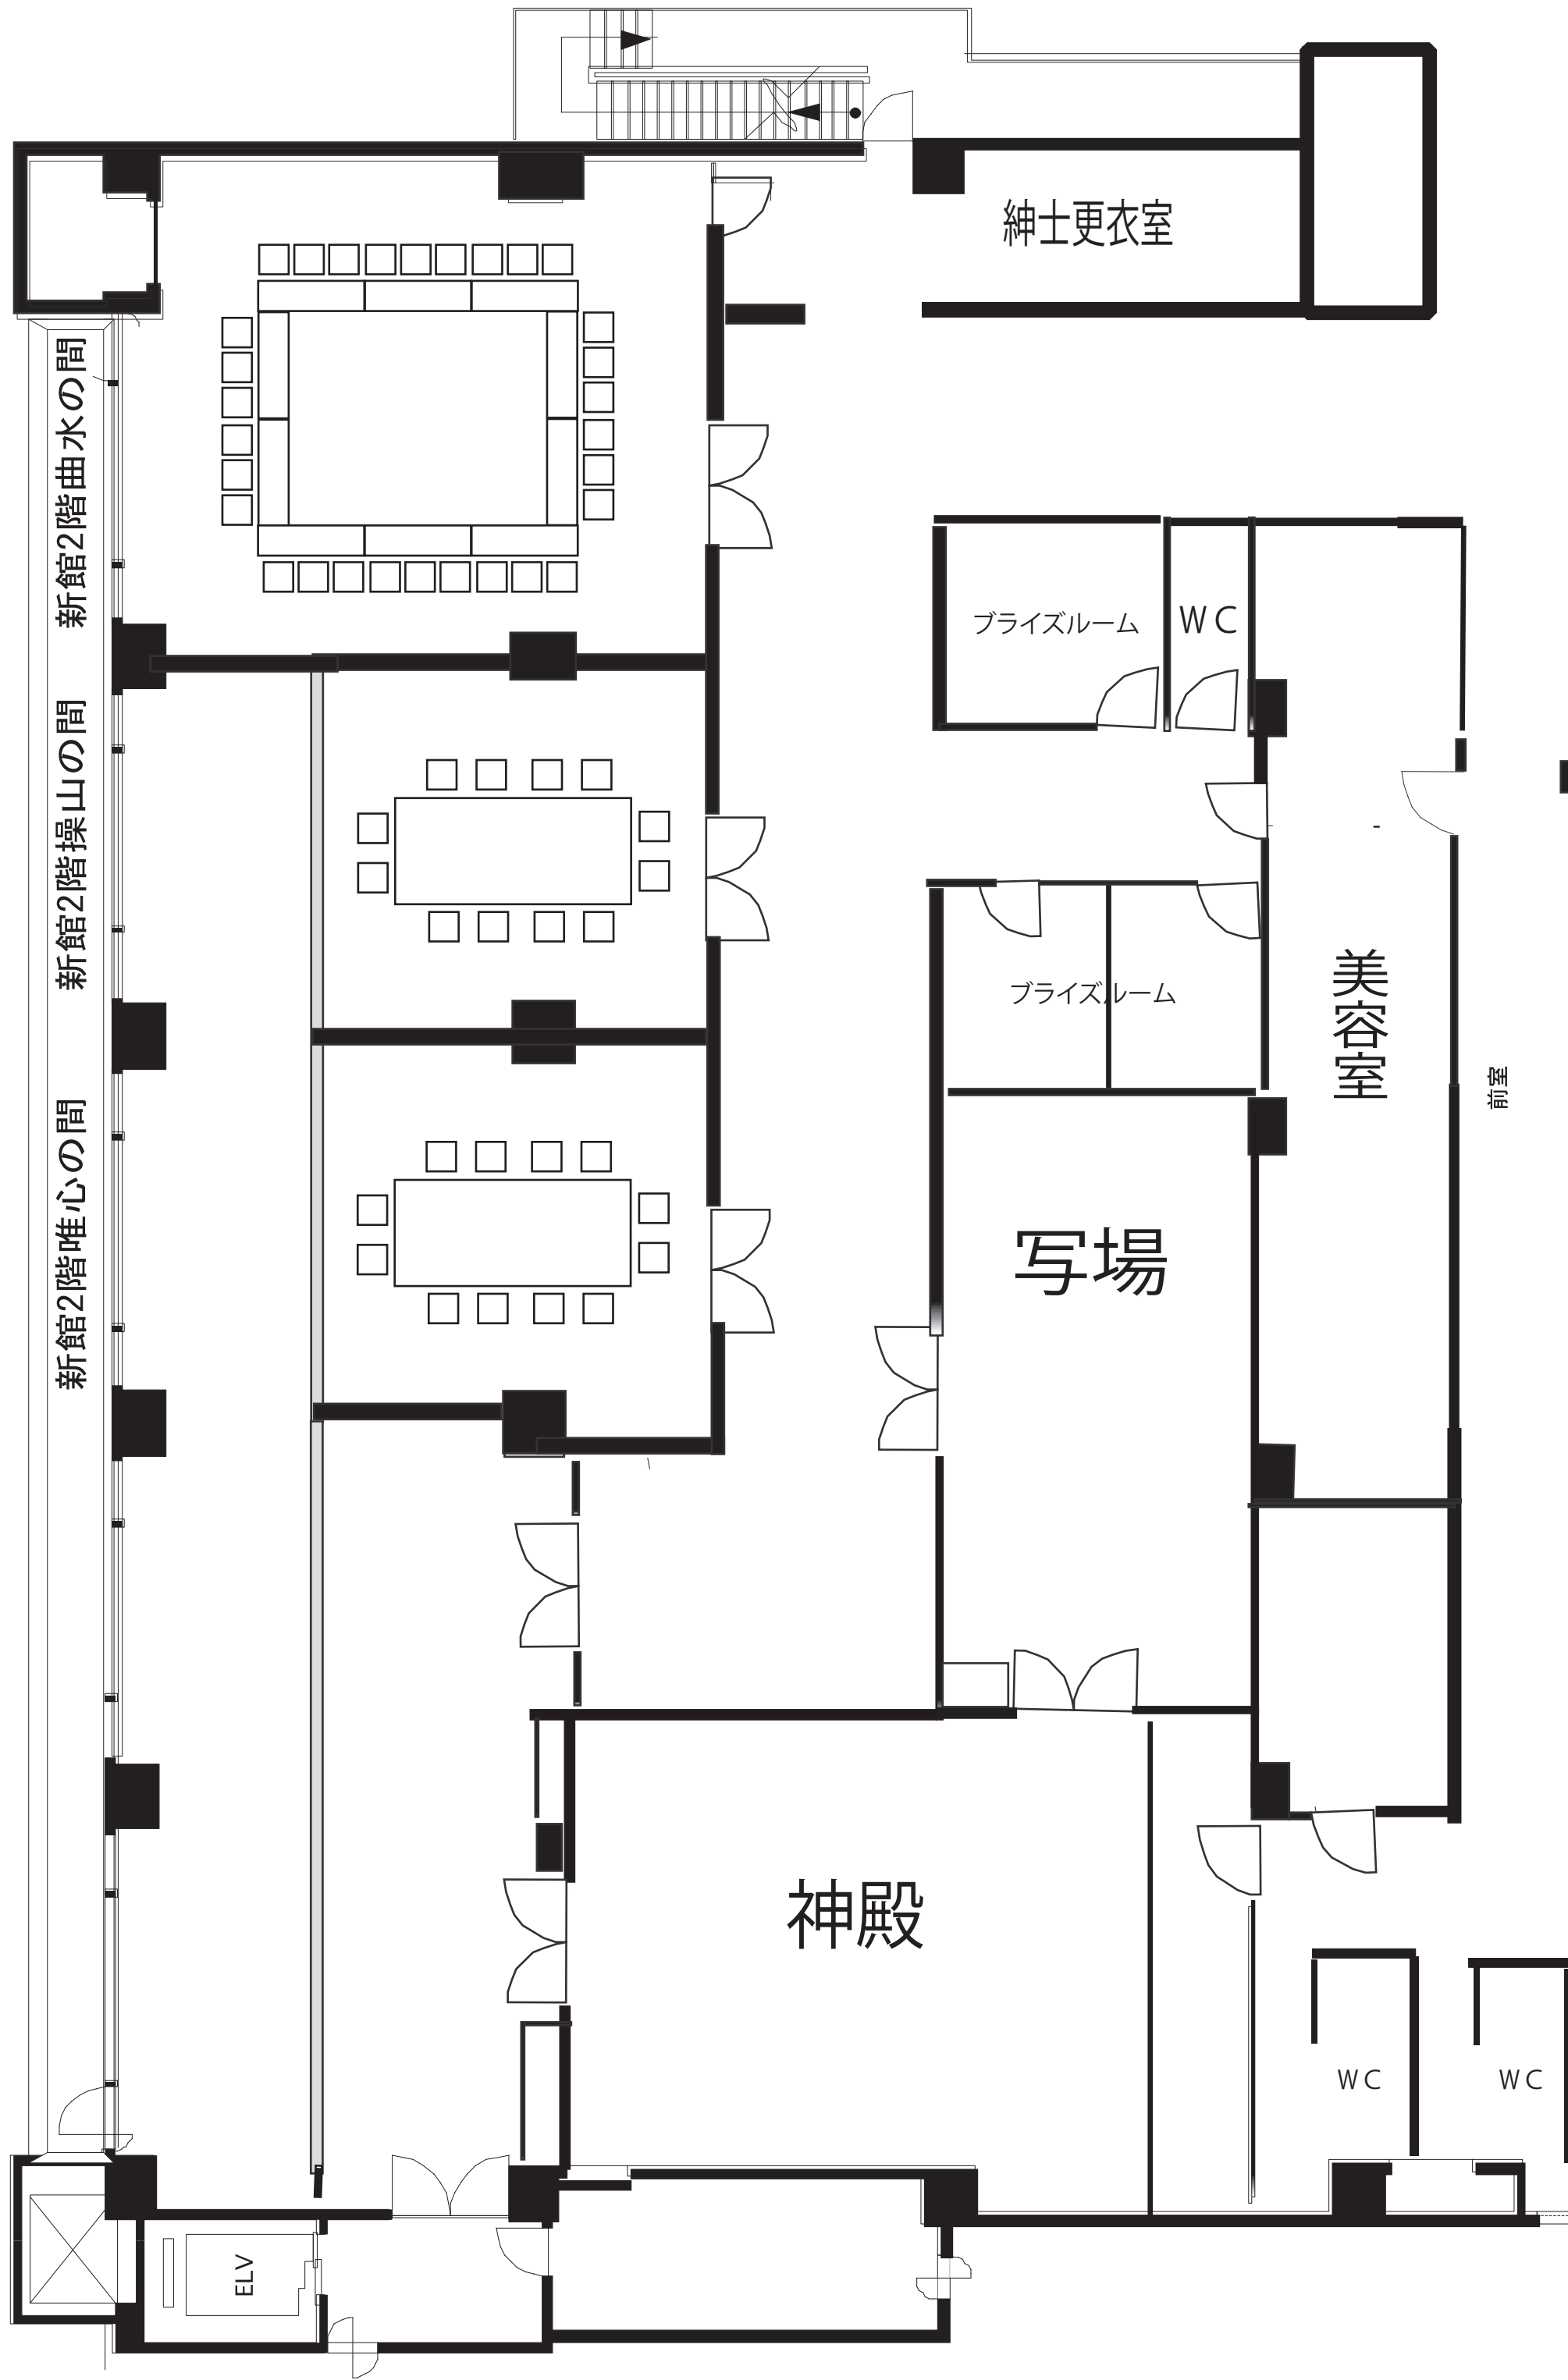 紳士更衣室
新館2階曲水の間
ブライズルーム
WC
新館2階操山の間
ブライズルーム
美容室
前室
新館2階唯心の間
写場
神殿
WC
WC
ELV